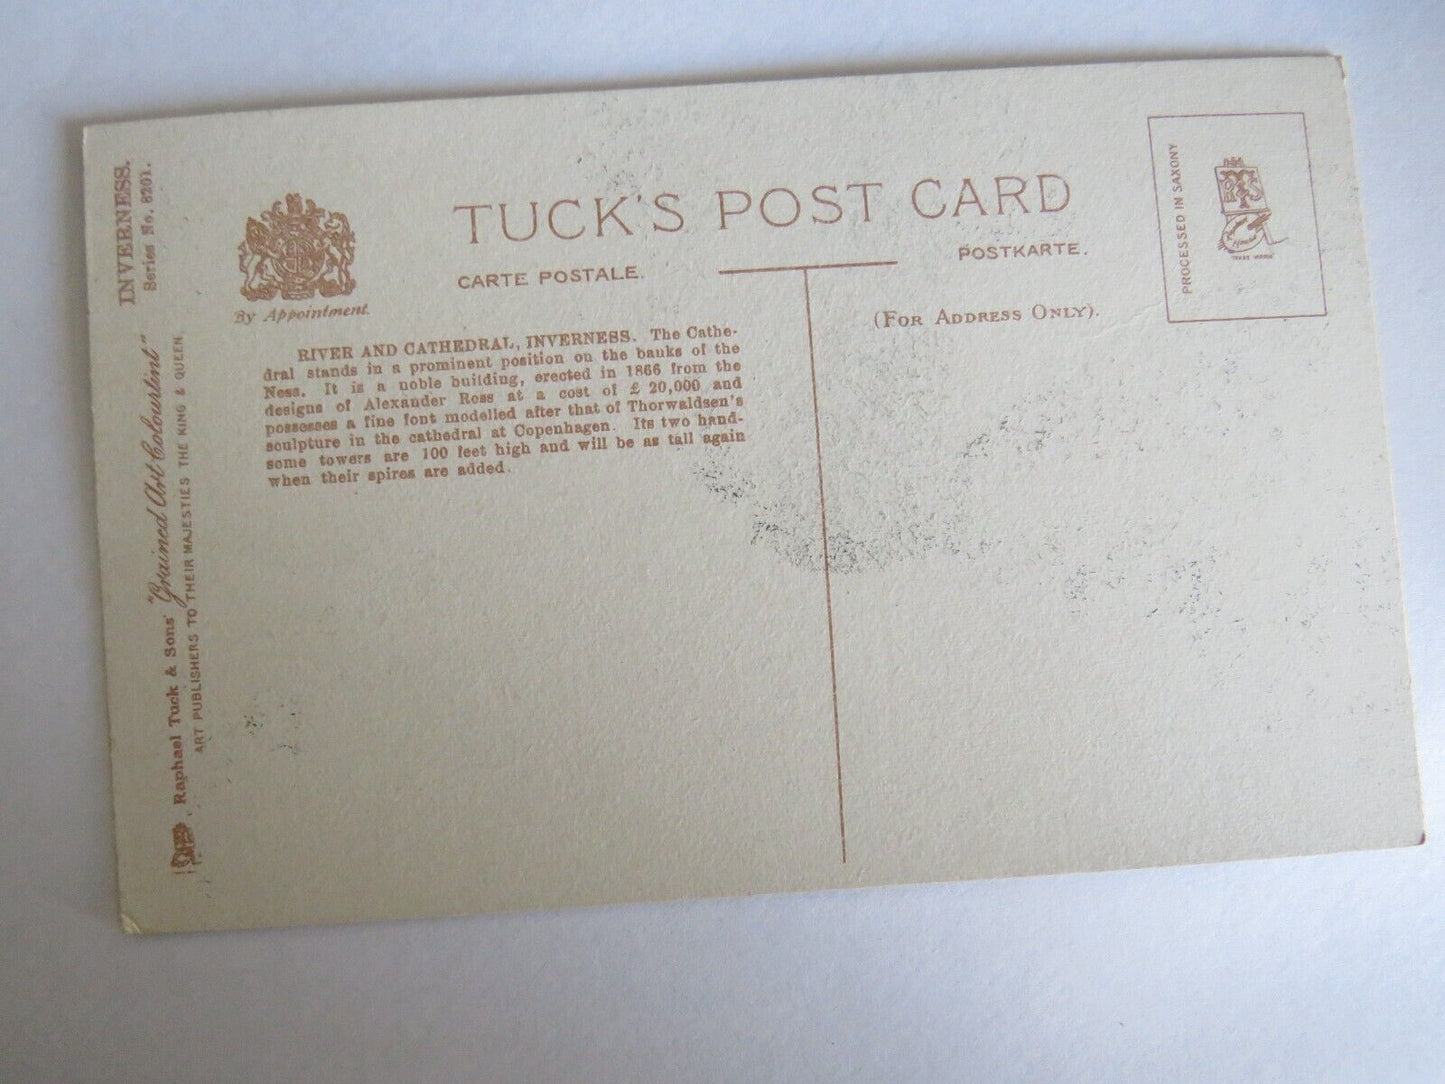 INVERNESS.
Series No. 8201.
Raphael Tuck & Sons' "Grained Art Colourtint"
ART PUBLISHERS TO THEIR MAJESTIES THE KING & QUEEN
By Appointment.
TUCK'S POST CARD
CARTE POSTALE.
POSTKARTE.
RIVER AND CATHEDRAL, INVERNESS. The Cathe-
dral stands in a prominent position on the banks of the
Ness. It is a noble building, erected in 1866 from the
designs of Alexander Ross at a cost of £ 20,000 and
possesses a fine font modelled after that of Thorwaldsen's
sculpture in the cathedral at Copenhagen. Its two hand-
some towers are 100 feet high and will be as tall again
when their spires are added.
(FOR ADDRESS ONLY).
PROCESSED IN SAXONY
TRADE MARK